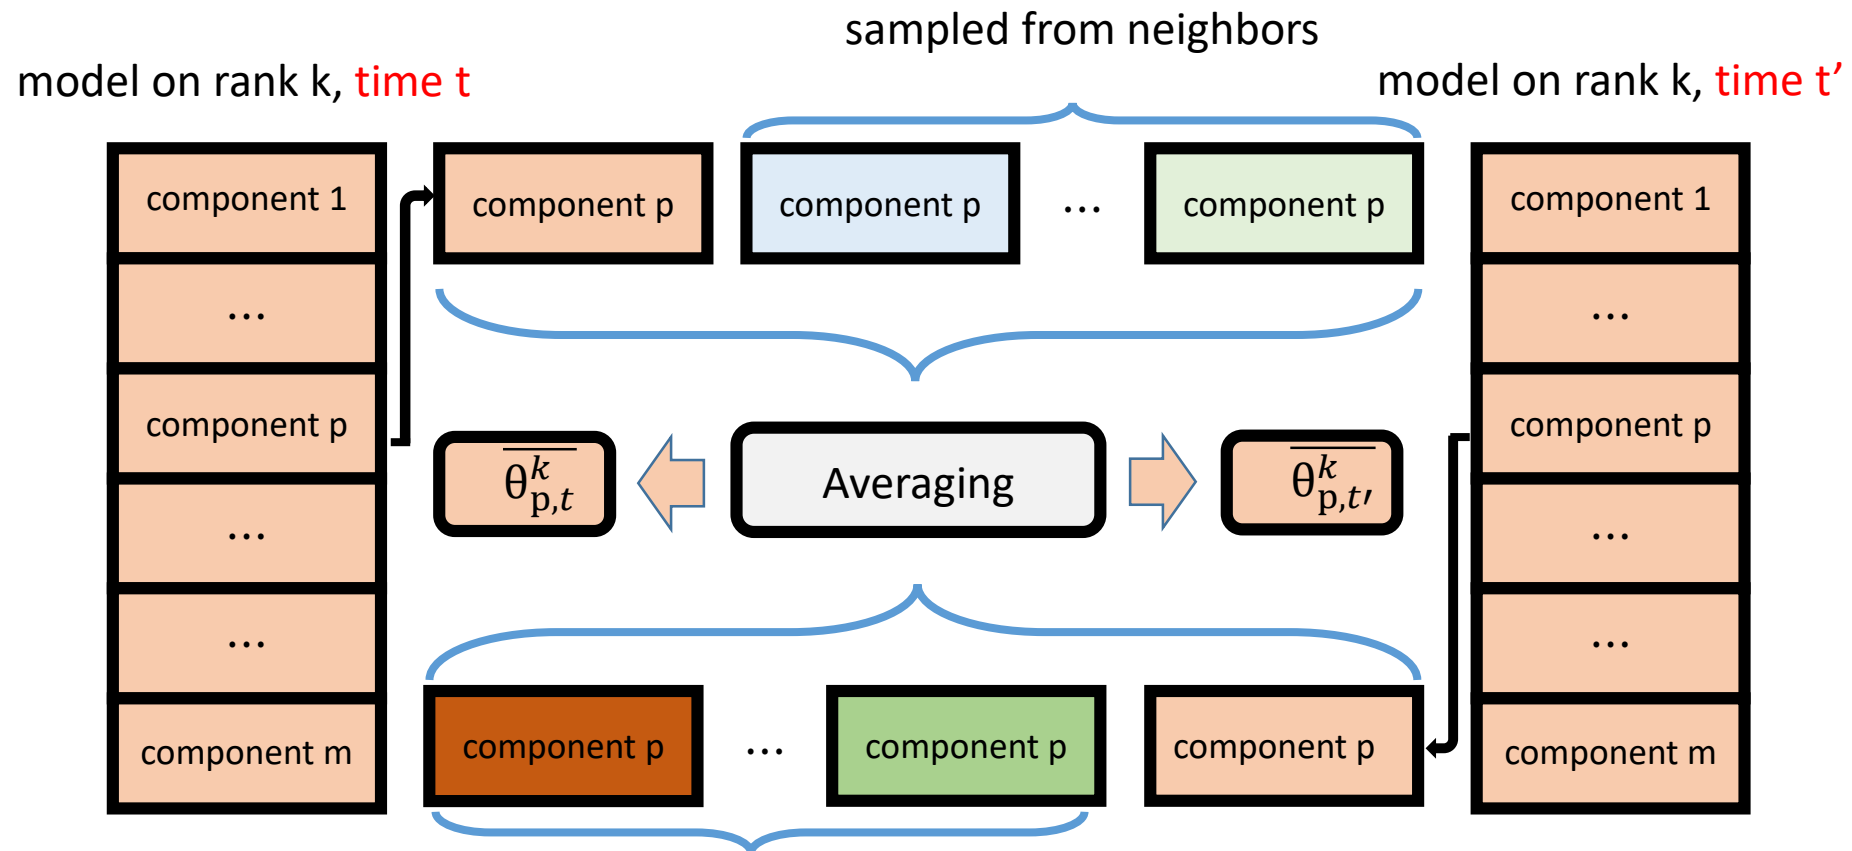 sampled from neighbors
model on rank k, time t
model on rank k, time t’
component 1
...
component p
...
...
component m
component p
component p
...
component p
θ̅ᵏ_p,t
Averaging
θ̅ᵏ_p,t′
component p
...
component p
component p
component 1
...
component p
...
...
component m